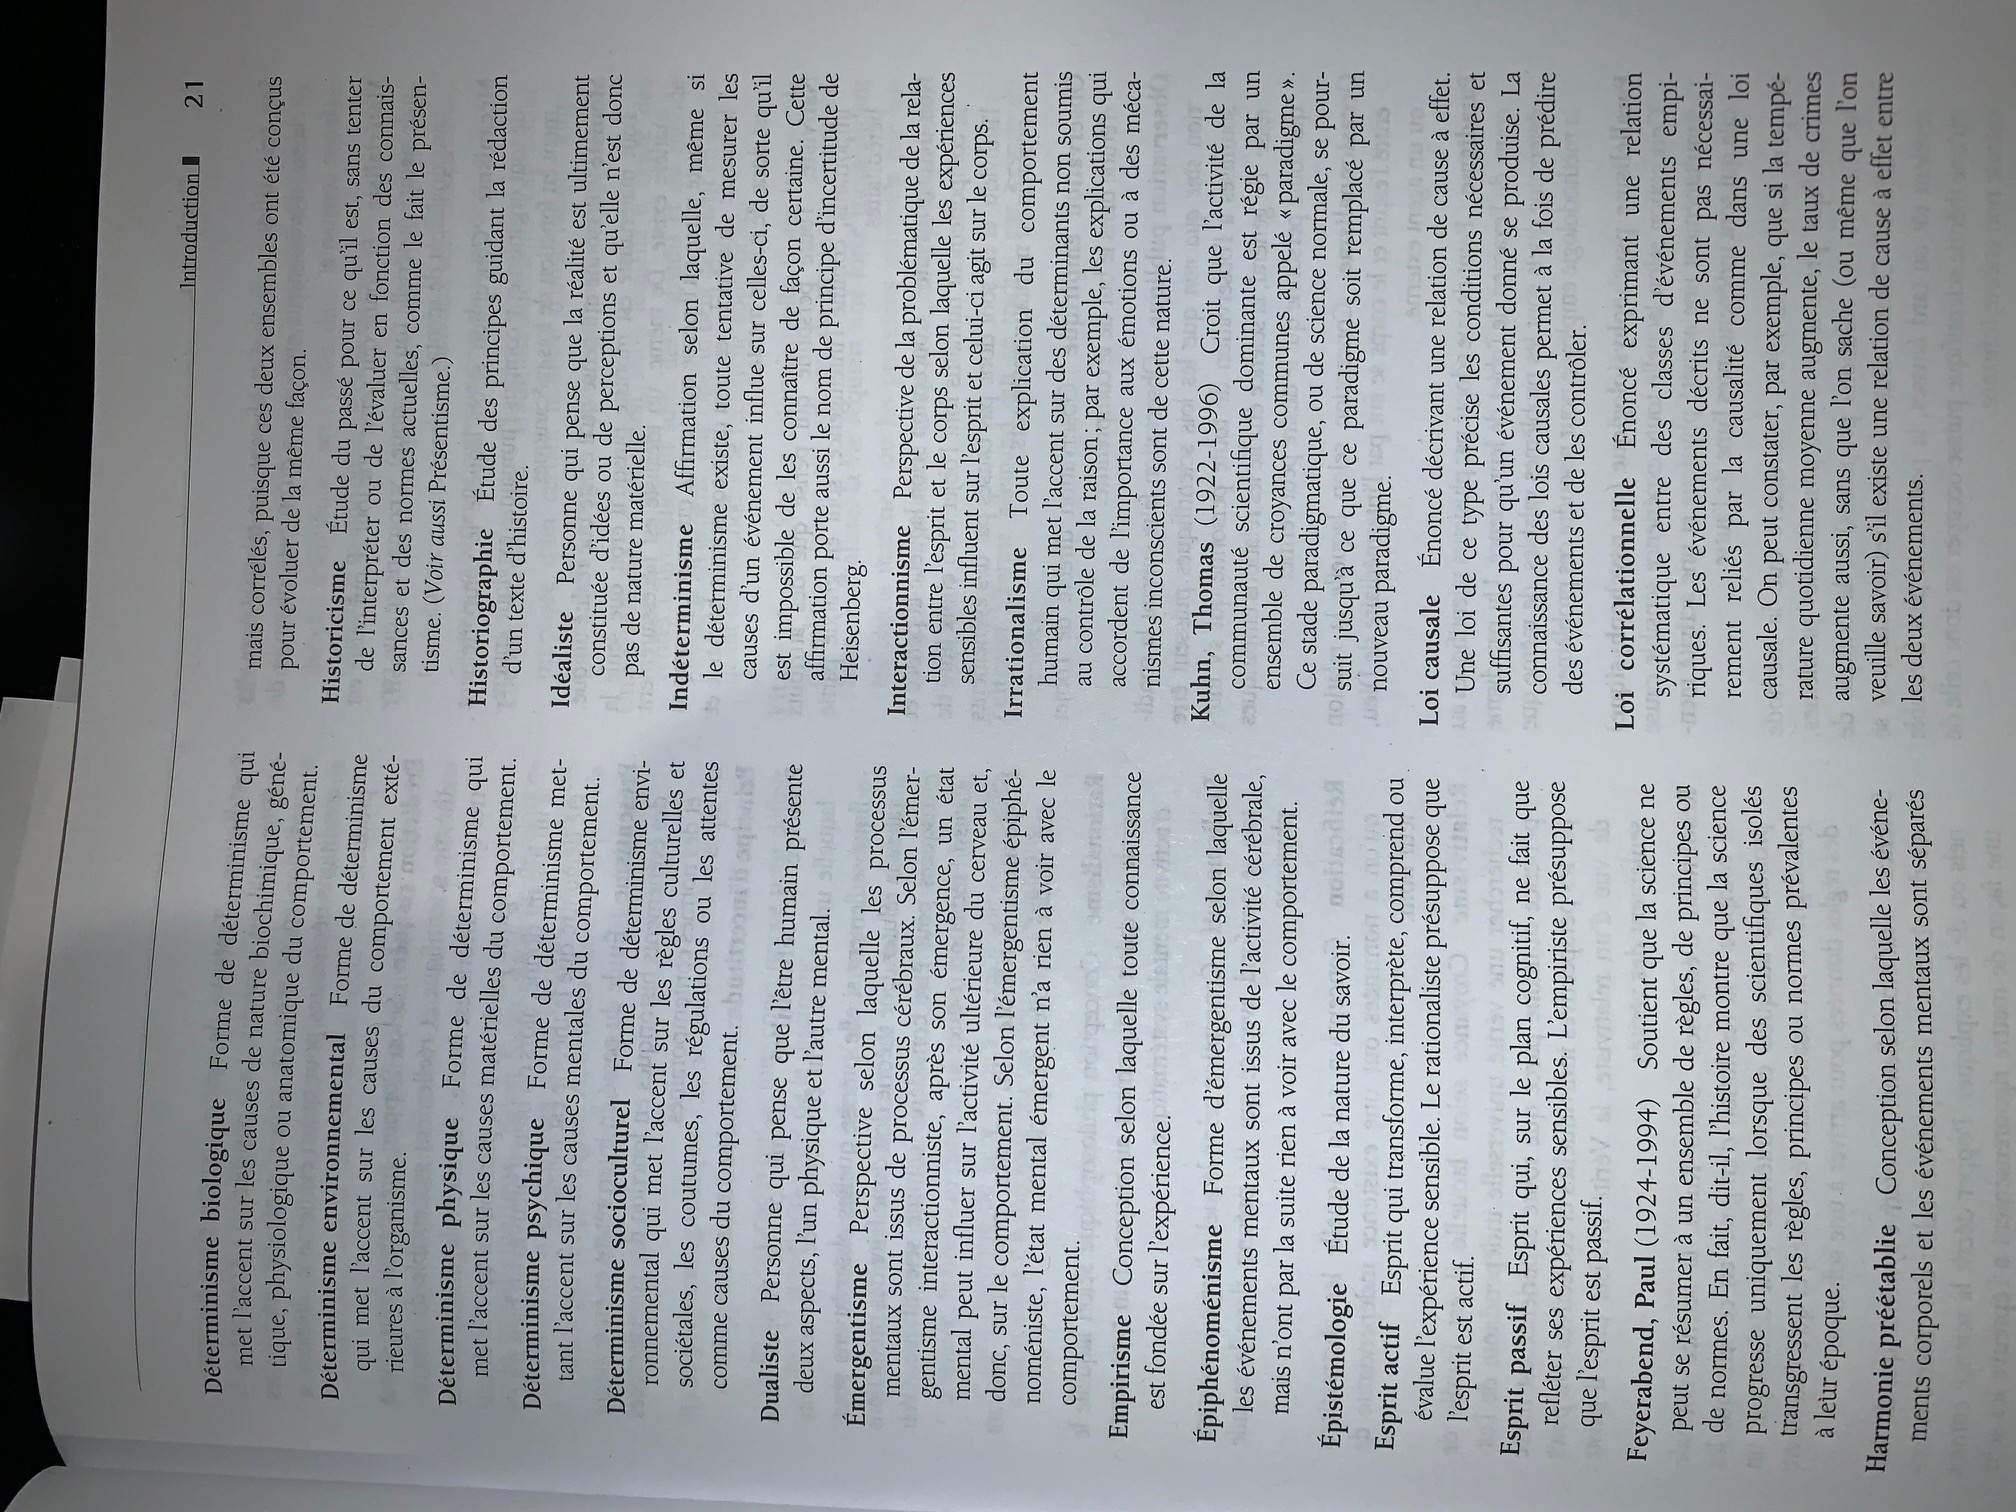 Introduction 21
Déterminisme biologique Forme de déterminisme qui
met l'accent sur les causes de nature biochimique, géné-
tique, physiologique ou anatomique du comportement.
Déterminisme environnemental Forme de déterminisme
qui met l'accent sur les causes du comportement exté-
rieures à l'organisme.
Déterminisme physique Forme de déterminisme qui
met l'accent sur les causes matérielles du comportement.
Déterminisme psychique Forme de déterminisme met-
tant l'accent sur les causes mentales du comportement.
Déterminisme socioculturel Forme de déterminisme envi-
ronnemental qui met l'accent sur les règles culturelles et
sociétales, les coutumes, les régulations ou les attentes
comme causes du comportement.
Dualiste Personne qui pense que l'être humain présente
deux aspects, l'un physique et l'autre mental.
Émergentisme Perspective selon laquelle les processus
mentaux sont issus de processus cérébraux. Selon l'émer-
gentisme interactionniste, après son émergence, un état
mental peut influer sur l'activité ultérieure du cerveau et,
donc, sur le comportement. Selon l'émergentisme épiphé-
noméniste, l'état mental émergent n'a rien à voir avec le
comportement.
Empirisme Conception selon laquelle toute connaissance
est fondée sur l'expérience.
Épiphénoménisme Forme d'émergentisme selon laquelle
les événements mentaux sont issus de l'activité cérébrale,
mais n'ont par la suite rien à voir avec le comportement.
Épistémologie Étude de la nature du savoir.
Esprit actif Esprit qui transforme, interprète, comprend ou
évalue l'expérience sensible. Le rationaliste présuppose que
l'esprit est actif.
Esprit passif Esprit qui, sur le plan cognitif, ne fait que
refléter ses expériences sensibles. L'empiriste présuppose
que l'esprit est passif.
Feyerabend, Paul (1924-1994) Soutient que la science ne
peut se résumer à un ensemble de règles, de principes ou
de normes. En fait, dit-il, l'histoire montre que la science
progresse uniquement lorsque des scientifiques isolés
transgressent les règles, principes ou normes prévalentes
à leur époque.
Harmonie préétablie Conception selon laquelle les événe-
ments corporels et les événements mentaux sont séparés
mais corrélés, puisque ces deux ensembles ont été conçus
pour évoluer de la même façon.
Historicisme Étude du passé pour ce qu'il est, sans tenter
de l'interpréter ou de l'évaluer en fonction des connais-
sances et des normes actuelles, comme le fait le présen-
tisme. (Voir aussi Présentisme.)
Historiographie Étude des principes guidant la rédaction
d'un texte d'histoire.
Idéaliste Personne qui pense que la réalité est ultimement
constituée d'idées ou de perceptions et qu'elle n'est donc
pas de nature matérielle.
Indéterminisme Affirmation selon laquelle, même si
le déterminisme existe, toute tentative de mesurer les
causes d'un événement influe sur celles-ci, de sorte qu'il
est impossible de les connaître de façon certaine. Cette
affirmation porte aussi le nom de principe d'incertitude de
Heisenberg.
Interactionnisme Perspective de la problématique de la rela-
tion entre l'esprit et le corps selon laquelle les expériences
sensibles influent sur l'esprit et celui-ci agit sur le corps.
Irrationalisme Toute explication du comportement
humain qui met l'accent sur des déterminants non soumis
au contrôle de la raison ; par exemple, les explications qui
accordent de l'importance aux émotions ou à des méca-
nismes inconscients sont de cette nature.
Kuhn, Thomas (1922-1996) Croit que l'activité de la
communauté scientifique dominante est régie par un
ensemble de croyances communes appelé « paradigme ».
Ce stade paradigmatique, ou de science normale, se pour-
suit jusqu'à ce que ce paradigme soit remplacé par un
nouveau paradigme.
Loi causale Énoncé décrivant une relation de cause à effet.
Une loi de ce type précise les conditions nécessaires et
suffisantes pour qu'un événement donné se produise. La
connaissance des lois causales permet à la fois de prédire
des événements et de les contrôler.
Loi corrélationnelle Énoncé exprimant une relation
systématique entre des classes d'événements empi-
riques. Les événements décrits ne sont pas nécessai-
rement reliés par la causalité comme dans une loi
causale. On peut constater, par exemple, que si la tempé-
rature quotidienne moyenne augmente, le taux de crimes
augmente aussi, sans que l'on sache (ou même que l'on
veuille savoir) s'il existe une relation de cause à effet entre
les deux événements.